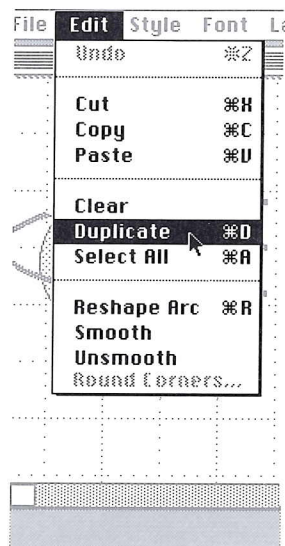 File Edit Style Font La
Undo ⌘Z
Cut ⌘X
Copy ⌘C
Paste ⌘V
Clear
Duplicate ⌘D
Select All ⌘A
Reshape Arc ⌘R
Smooth
Unsmooth
Round Corners...